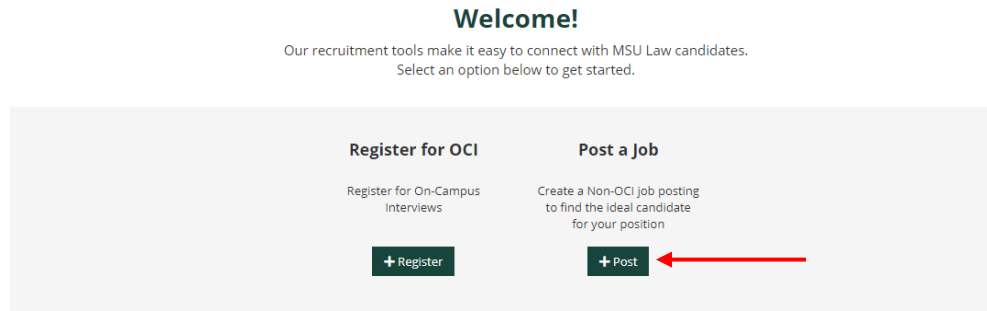 Welcome!
Our recruitment tools make it easy to connect with MSU Law candidates.
Select an option below to get started.
Register for OCI
Register for On-Campus
Interviews
+ Register
Post a Job
Create a Non-OCI job posting
to find the ideal candidate
for your position
+ Post